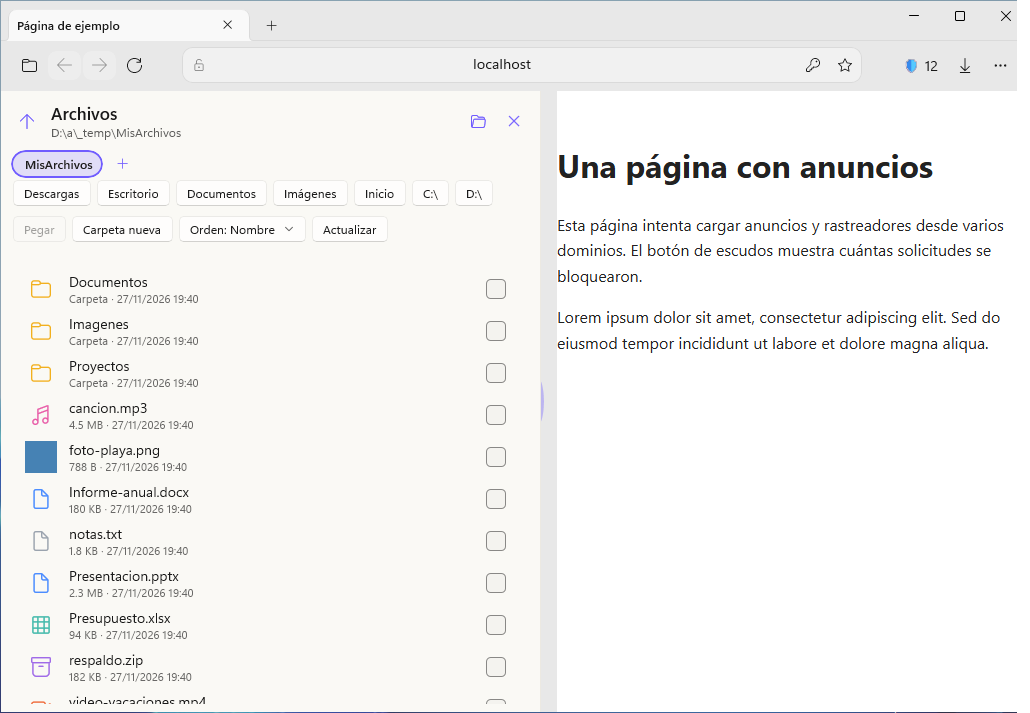 Página de ejemplo
localhost
12
Archivos
D:\a\_temp\MisArchivos
MisArchivos
Descargas Escritorio Documentos Imágenes Inicio C:\ D:\
Pegar Carpeta nueva Orden: Nombre Actualizar
Documentos
Carpeta · 27/11/2026 19:40
Imagenes
Carpeta · 27/11/2026 19:40
Proyectos
Carpeta · 27/11/2026 19:40
cancion.mp3
4.5 MB · 27/11/2026 19:40
foto-playa.png
788 B · 27/11/2026 19:40
Informe-anual.docx
180 KB · 27/11/2026 19:40
notas.txt
1.8 KB · 27/11/2026 19:40
Presentacion.pptx
2.3 MB · 27/11/2026 19:40
Presupuesto.xlsx
94 KB · 27/11/2026 19:40
respaldo.zip
182 KB · 27/11/2026 19:40
video-vacaciones.mp4
Una página con anuncios
Esta página intenta cargar anuncios y rastreadores desde varios
dominios. El botón de escudos muestra cuántas solicitudes se
bloquearon.
Lorem ipsum dolor sit amet, consectetur adipiscing elit. Sed do
eiusmod tempor incididunt ut labore et dolore magna aliqua.